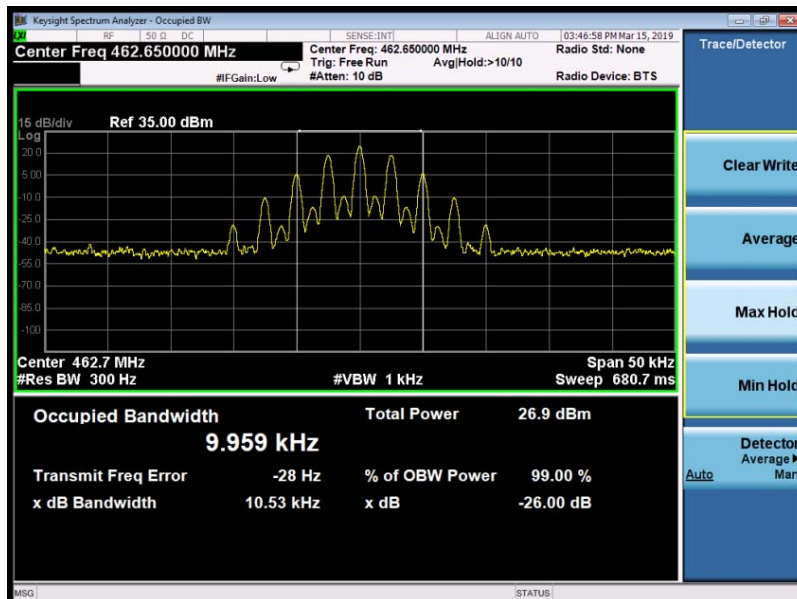 Keysight Spectrum Analyzer - Occupied BW
LXI
RF 50 Ω DC SENSE:INT ALIGN AUTO 03:46:58 PM Mar 15, 2019
Center Freq 462.650000 MHz
Center Freq: 462.650000 MHz
Radio Std: None
Trig: Free Run
Avg|Hold:>10/10
#IFGain:Low
#Atten: 10 dB
Radio Device: BTS
15 dB/div Ref 35.00 dBm
Log
20.0
5.00
-10.0
-25.0
-40.0
-55.0
-70.0
-85.0
-100
Center 462.7 MHz
Span 50 kHz
#Res BW 300 Hz
#VBW 1 kHz
Sweep 680.7 ms
Occupied Bandwidth
Total Power 26.9 dBm
9.959 kHz
Transmit Freq Error -28 Hz
% of OBW Power 99.00 %
x dB Bandwidth 10.53 kHz
x dB -26.00 dB
MSG
STATUS
Trace/Detector
Clear Write
Average
Max Hold
Min Hold
Detector
Average
Auto Man